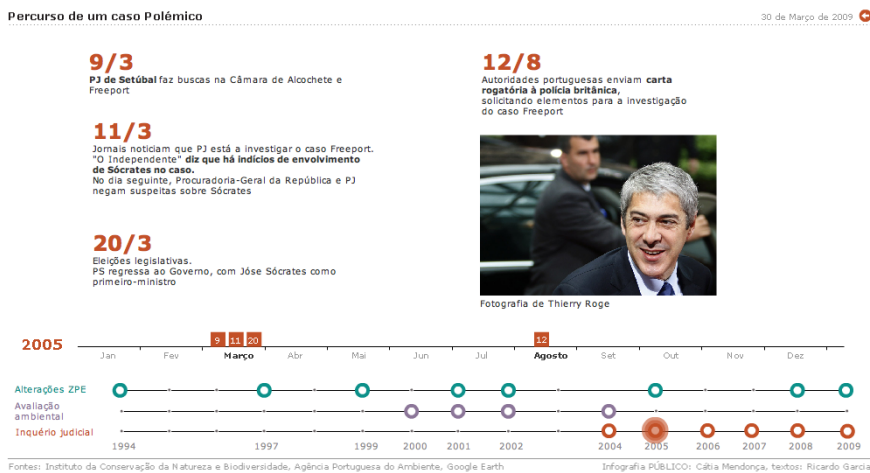 Percurso de um caso Polémico
30 de Março de 2009
9/3
PJ de Setúbal faz buscas na Câmara de Alcochete e
Freeport
11/3
Jornais noticiam que PJ está a investigar o caso Freeport.
"O Independente" diz que há indícios de envolvimento
de Sócrates no caso.
No dia seguinte, Procuradoria-Geral da República e PJ
negam suspeitas sobre Sócrates
20/3
Eleições legislativas.
PS regressa ao Governo, com Jóse Sócrates como
primeiro-ministro
12/8
Autoridades portuguesas enviam carta
rogatória à polícia britânica,
solicitando elementos para a investigação
do caso Freeport
Fotografia de Thierry Roge
9 11 20 12
2005
Jan Fev Março Abr Mai Jun Jul Agosto Set Out Nov Dez
Alterações ZPE
Avaliação
ambiental
Inquério judicial
1994 1997 1999 2000 2001 2002 2004 2005 2006 2007 2008 2009
Fontes: Instituto da Conservação da Natureza e Biodiversidade, Agência Portuguesa do Ambiente, Google Earth
Infografia PÚBLICO: Cátia Mendonça, textos: Ricardo Garcia